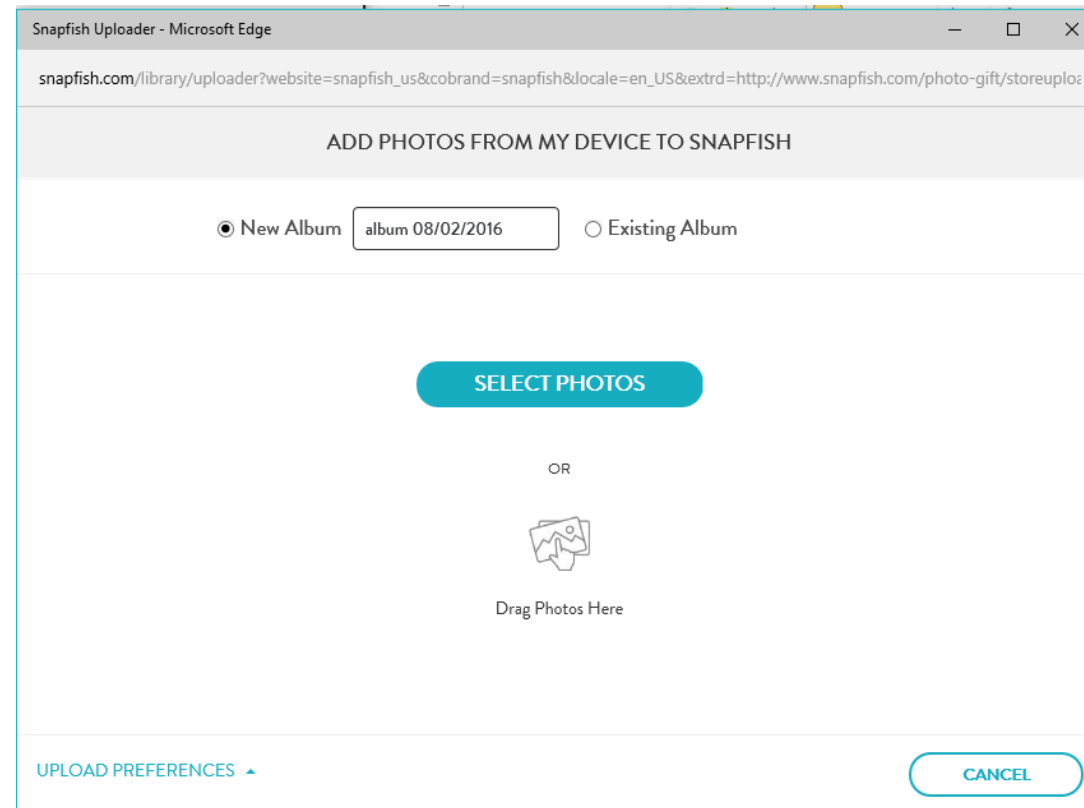 Snapfish Uploader - Microsoft Edge
snapfish.com/library/uploader?website=snapfish_us&cobrand=snapfish&locale=en_US&extrd=http://www.snapfish.com/photo-gift/storeuploa
ADD PHOTOS FROM MY DEVICE TO SNAPFISH
New Album album 08/02/2016 Existing Album
SELECT PHOTOS
OR
Drag Photos Here
UPLOAD PREFERENCES CANCEL